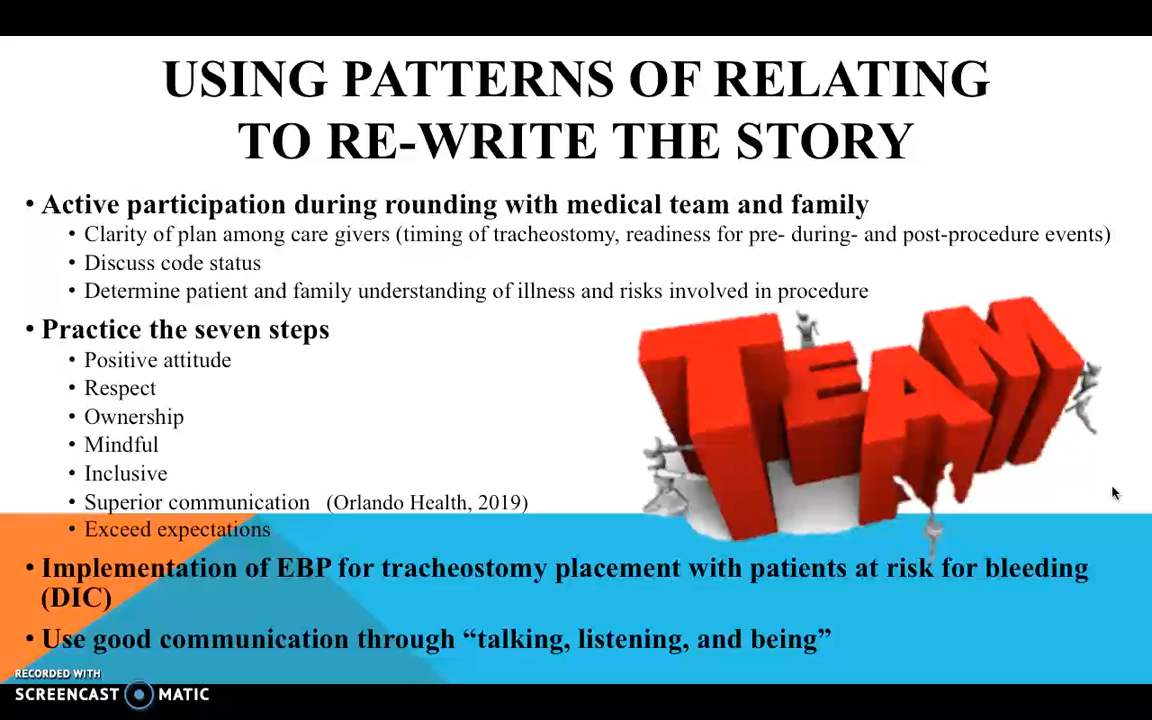 USING PATTERNS OF RELATING
TO RE-WRITE THE STORY
• Active participation during rounding with medical team and family
• Clarity of plan among care givers (timing of tracheostomy, readiness for pre- during- and post-procedure events)
• Discuss code status
• Determine patient and family understanding of illness and risks involved in procedure
• Practice the seven steps
• Positive attitude
• Respect
• Ownership
• Mindful
• Inclusive
• Superior communication (Orlando Health, 2019)
• Exceed expectations
TEAM
• Implementation of EBP for tracheostomy placement with patients at risk for bleeding
(DIC)
• Use good communication through “talking, listening, and being”
RECORDED WITH
SCREENCAST MATIC